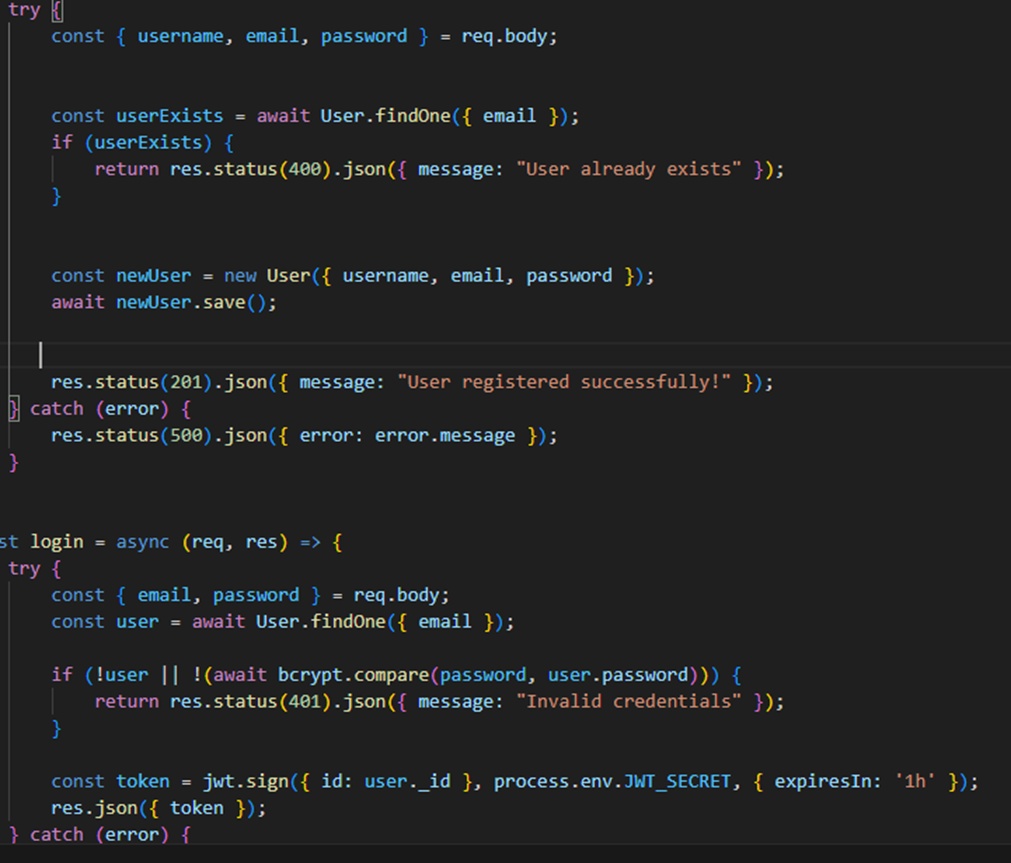 try {
const { username, email, password } = req.body;
const userExists = await User.findOne({ email });
if (userExists) {
return res.status(400).json({ message: "User already exists" });
}
const newUser = new User({ username, email, password });
await newUser.save();
res.status(201).json({ message: "User registered successfully!" });
} catch (error) {
res.status(500).json({ error: error.message });
}
st login = async (req, res) => {
try {
const { email, password } = req.body;
const user = await User.findOne({ email });
if (!user || !(await bcrypt.compare(password, user.password))) {
return res.status(401).json({ message: "Invalid credentials" });
}
const token = jwt.sign({ id: user._id }, process.env.JWT_SECRET, { expiresIn: '1h' });
res.json({ token });
} catch (error) {